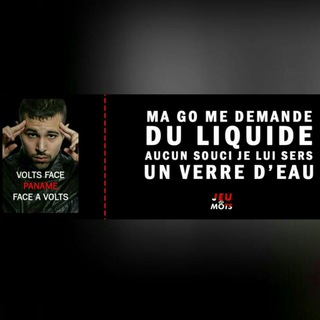 VOLTS FACE
PANAME
FACE A VOLTS
MA GO ME DEMANDE
DU LIQUIDE
AUCUN SOUCI JE LUI SERS
UN VERRE D'EAU
JEU
MOIS